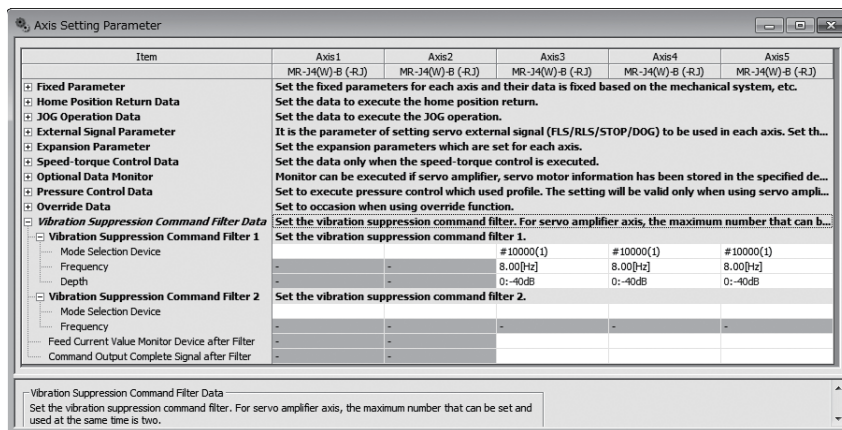 Axis Setting Parameter
Item Axis1 Axis2 Axis3 Axis4 Axis5
MR-J4(W)-B (-RJ) MR-J4(W)-B (-RJ) MR-J4(W)-B (-RJ) MR-J4(W)-B (-RJ) MR-J4(W)-B (-RJ)
Fixed Parameter Set the fixed parameters for each axis and their data is fixed based on the mechanical system, etc.
Home Position Return Data Set the data to execute the home position return.
JOG Operation Data Set the data to execute the JOG operation.
External Signal Parameter It is the parameter of setting servo external signal (FLS/RLS/STOP/DOG) to be used in each axis. Set th...
Expansion Parameter Set the expansion parameters which are set for each axis.
Speed-torque Control Data Set the data only when the speed-torque control is executed.
Optional Data Monitor Monitor can be executed if servo amplifier, servo motor information has been stored in the specified de...
Pressure Control Data Set to execute pressure control which used profile. The setting will be valid only when using servo ampli...
Override Data Set to occasion when using override function.
Vibration Suppression Command Filter Data Set the vibration suppression command filter. For servo amplifier axis, the maximum number that can b...
Vibration Suppression Command Filter 1 Set the vibration suppression command filter 1.
Mode Selection Device #10000(1) #10000(1) #10000(1)
Frequency - - 8.00[Hz] 8.00[Hz] 8.00[Hz]
Depth - - 0:-40dB 0:-40dB 0:-40dB
Vibration Suppression Command Filter 2 Set the vibration suppression command filter 2.
Mode Selection Device
Frequency - - - - -
Feed Current Value Monitor Device after Filter - -
Command Output Complete Signal after Filter - -
Vibration Suppression Command Filter Data
Set the vibration suppression command filter. For servo amplifier axis, the maximum number that can be set and
used at the same time is two.